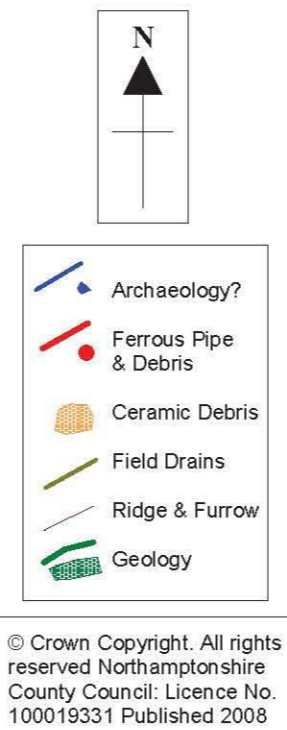 N
Archaeology?
Ferrous Pipe
& Debris
Ceramic Debris
Field Drains
Ridge & Furrow
Geology
© Crown Copyright. All rights
reserved Northamptonshire
County Council: Licence No.
100019331 Published 2008